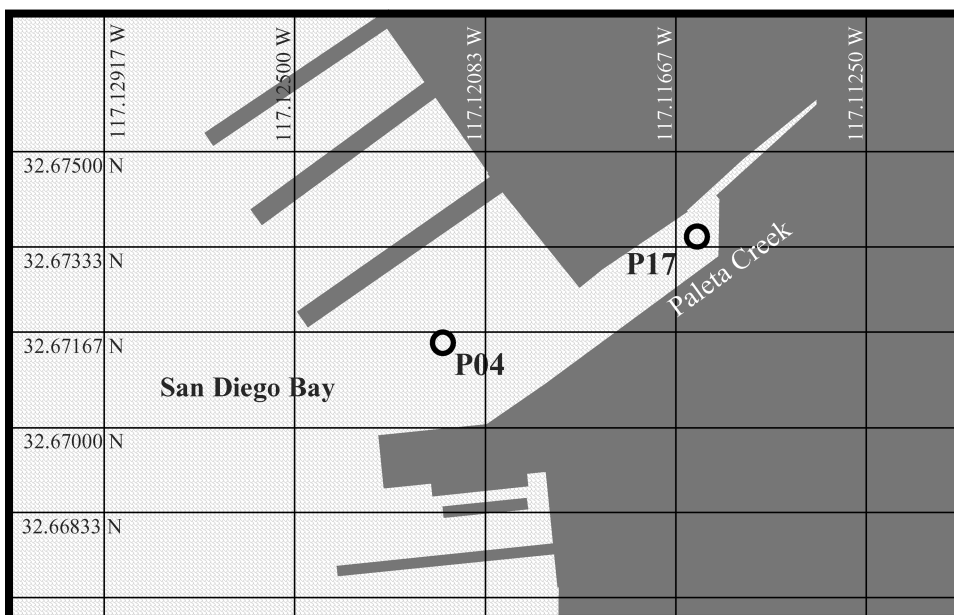 117.12917 W
117.12500 W
117.12083 W
117.11667 W
117.11250 W
32.67500 N
32.67333 N
P17
Paleta Creek
32.67167 N
P04
San Diego Bay
32.67000 N
32.66833 N